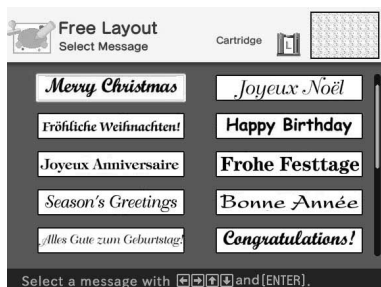 Free Layout
Select Message
Cartridge
L
Merry Christmas
Joyeux Noël
Fröhliche Weihnachten!
Happy Birthday
Joyeux Anniversaire
Frohe Festtage
Season's Greetings
Bonne Année
Alles Gute zum Geburtstag!
Congratulations!
Select a message with ←→↑↓ and [ENTER].